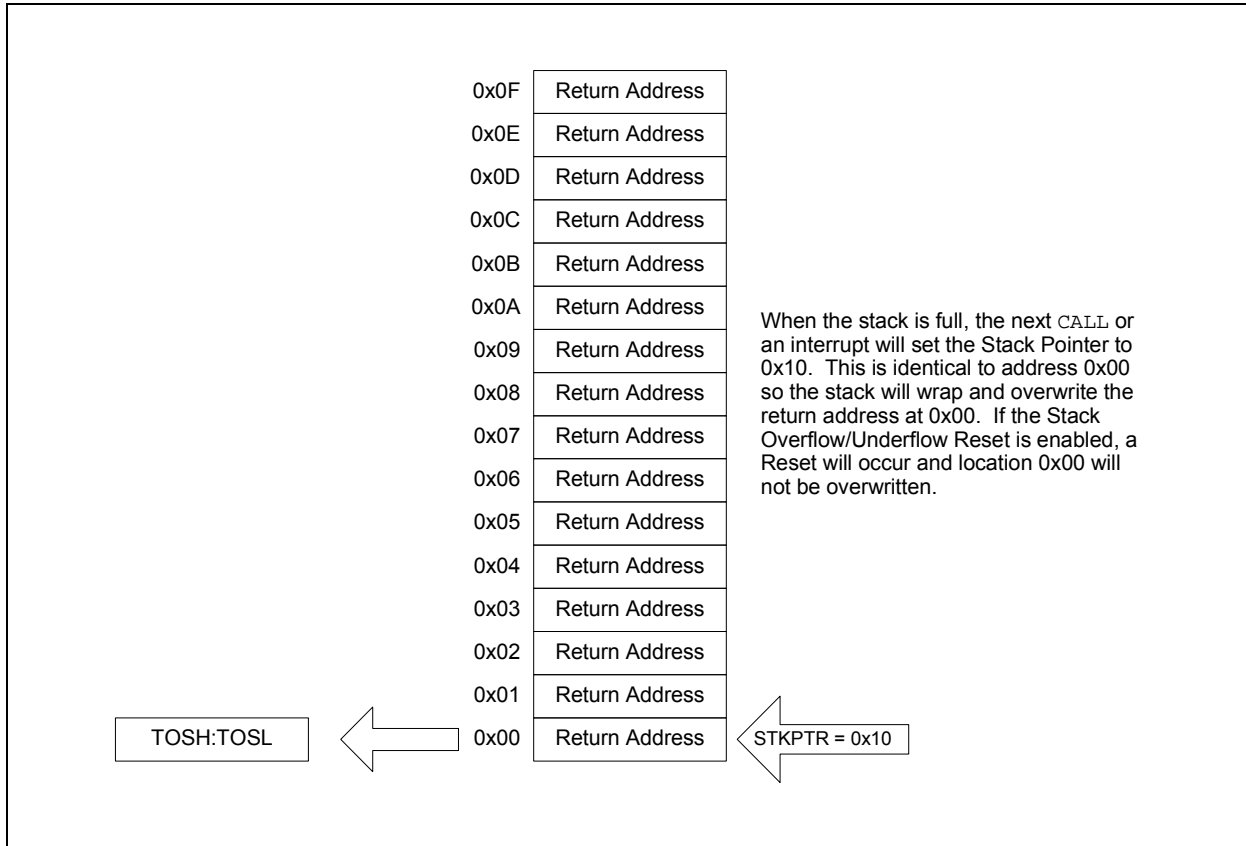 0x0F Return Address
0x0E Return Address
0x0D Return Address
0x0C Return Address
0x0B Return Address
0x0A Return Address
0x09 Return Address
0x08 Return Address
0x07 Return Address
0x06 Return Address
0x05 Return Address
0x04 Return Address
0x03 Return Address
0x02 Return Address
0x01 Return Address
TOSH:TOSL 0x00 Return Address STKPTR = 0x10
When the stack is full, the next CALL or
an interrupt will set the Stack Pointer to
0x10. This is identical to address 0x00
so the stack will wrap and overwrite the
return address at 0x00. If the Stack
Overflow/Underflow Reset is enabled, a
Reset will occur and location 0x00 will
not be overwritten.